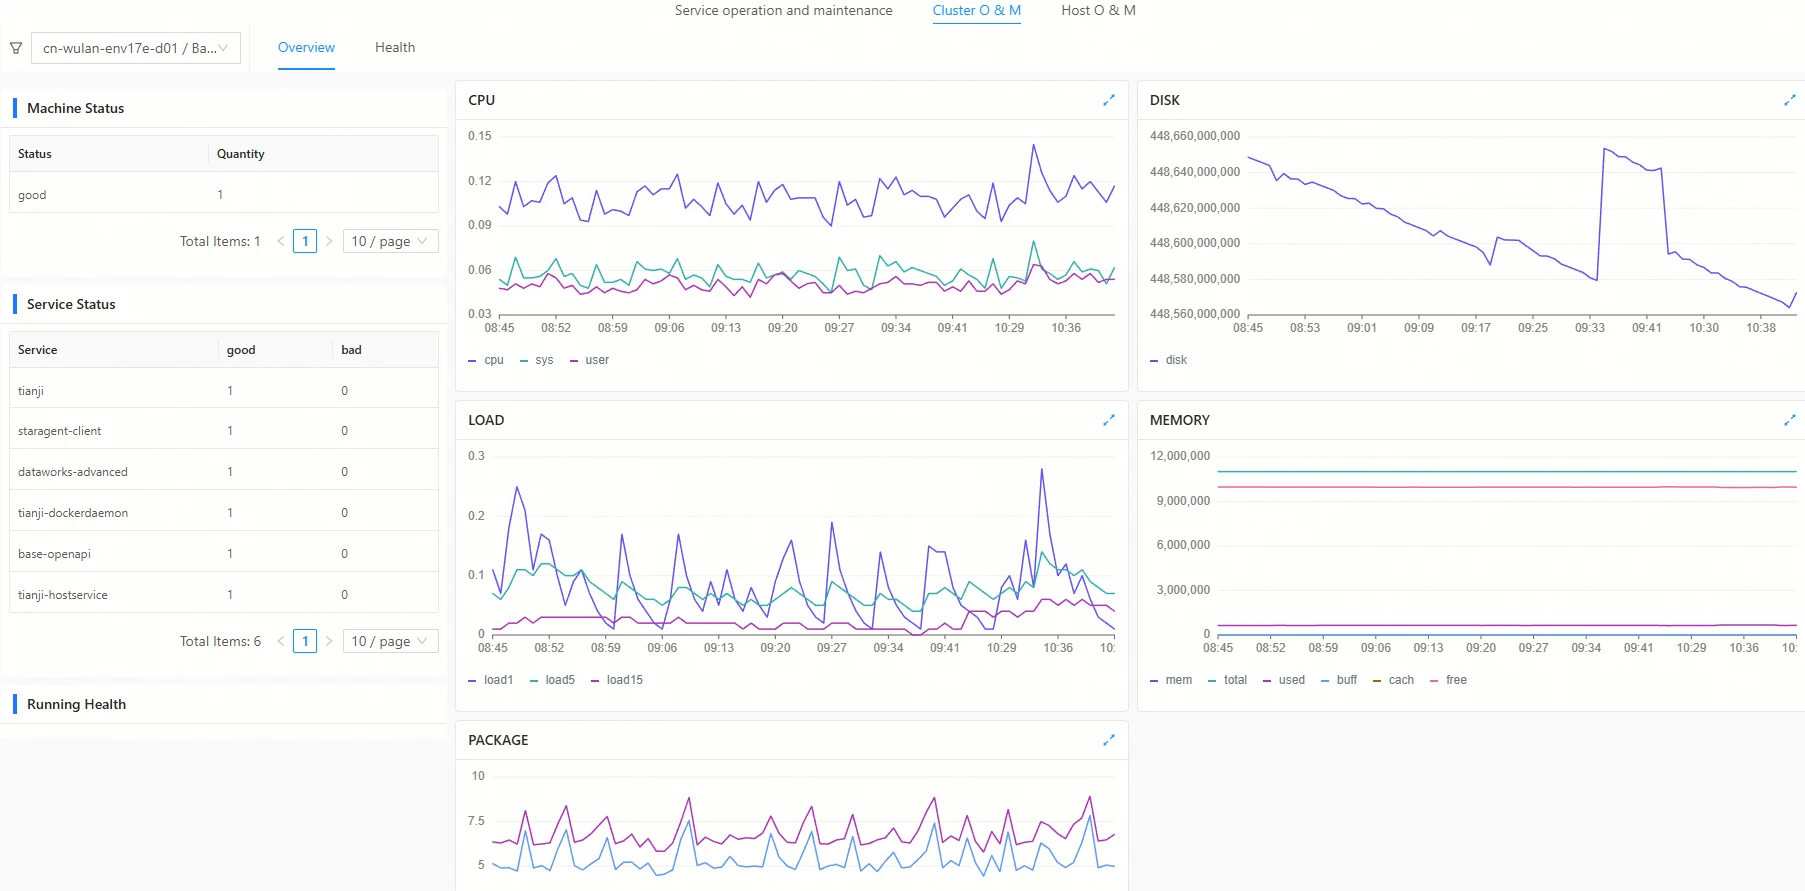 Service operation and maintenance Cluster O & M Host O & M
cn-wulan-env17e-d01 / Ba... Overview Health
Machine Status
Status Quantity
good 1
Total Items: 1 < 1 > 10 / page
Service Status
Service good bad
tianji 1 0
staragent-client 1 0
dataworks-advanced 1 0
tianji-dockerdaemon 1 0
base-openapi 1 0
tianji-hostservice 1 0
Total Items: 6 < 1 > 10 / page
Running Health
CPU
0.15
0.12
0.09
0.06
0.03
08:45 08:52 08:59 09:06 09:13 09:20 09:27 09:34 09:41 10:29 10:36
cpu sys user
DISK
448,660,000,000
448,640,000,000
448,620,000,000
448,600,000,000
448,580,000,000
448,560,000,000
08:45 08:53 09:01 09:09 09:17 09:25 09:33 09:41 10:30 10:38
disk
LOAD
0.3
0.2
0.1
0
08:45 08:52 08:59 09:06 09:13 09:20 09:27 09:34 09:41 10:29 10:36 10:
load1 load5 load15
MEMORY
12,000,000
9,000,000
6,000,000
3,000,000
0
08:45 08:52 08:59 09:06 09:13 09:20 09:27 09:34 09:41 10:29 10:36 10:
mem total used buff cach free
PACKAGE
10
7.5
5